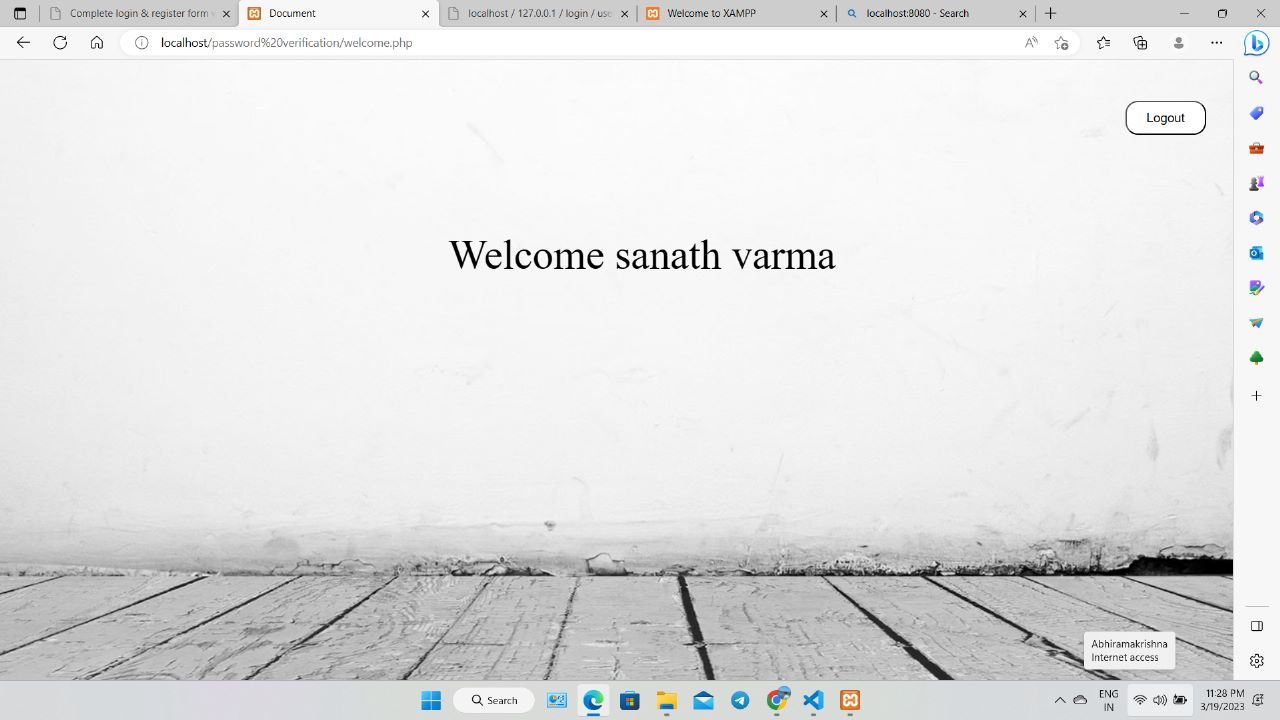 Complete login & register form w
Document
localhost / 127.0.0.1 / login / use
Welcome to XAMPP
localhost:8080 - Search
localhost/password%20verification/welcome.php
Logout
Welcome sanath varma
Abhiramakrishna
Internet access
Search
ENG
IN
11:28 PM
3/19/2023